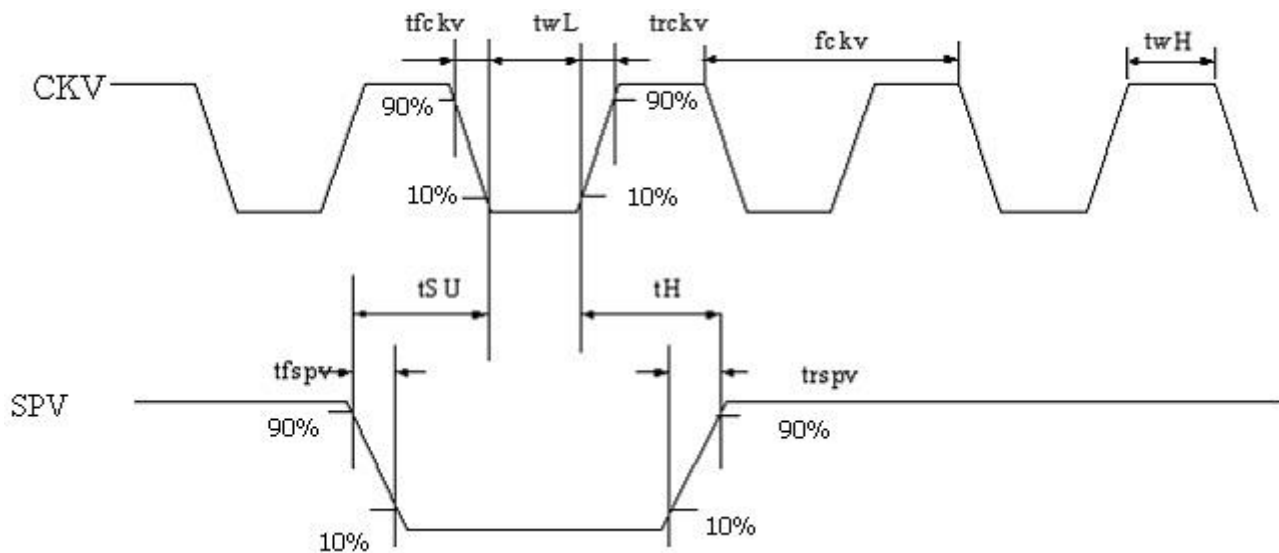 tfckv twL trckv fckv twH
CKV 90% 90%
10% 10%
tSU tH
tfspv trspv
SPV 90% 90%
10% 10%